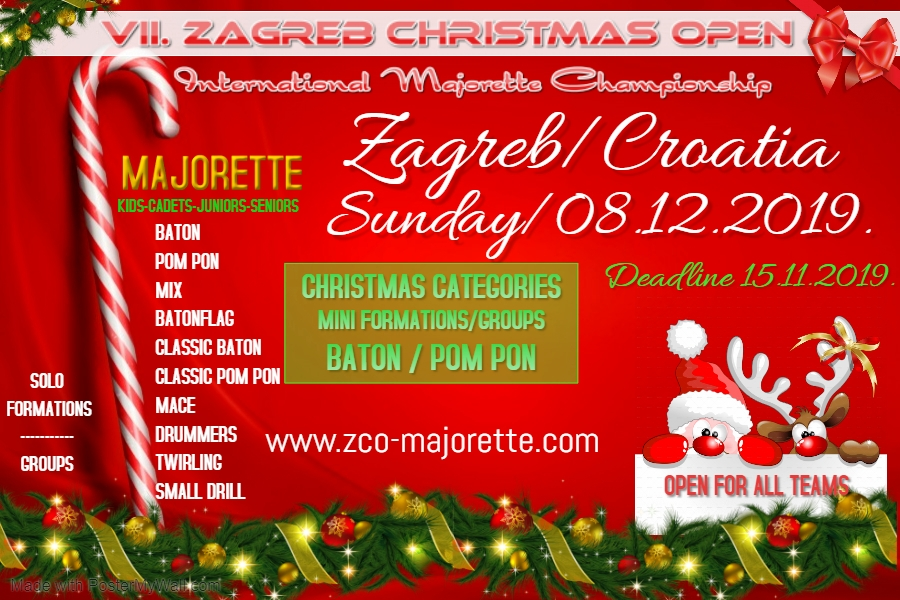 VII. ZAGREB CHRISTMAS OPEN
International Majorette Championship
Zagreb/Croatia
Sunday/08.12.2019.
Deadline 15.11.2019.
MAJORETTE
KIDS-CADETS-JUNIORS-SENIORS
BATON
POM PON
MIX
BATONFLAG
CLASSIC BATON
CLASSIC POM PON
MACE
DRUMMERS
TWIRLING
SMALL DRILL
SOLO
FORMATIONS
-----------
GROUPS
CHRISTMAS CATEGORIES
MINI FORMATIONS/GROUPS
BATON / POM PON
www.zco-majorette.com
OPEN FOR ALL TEAMS
Made with PosterMyWall.com